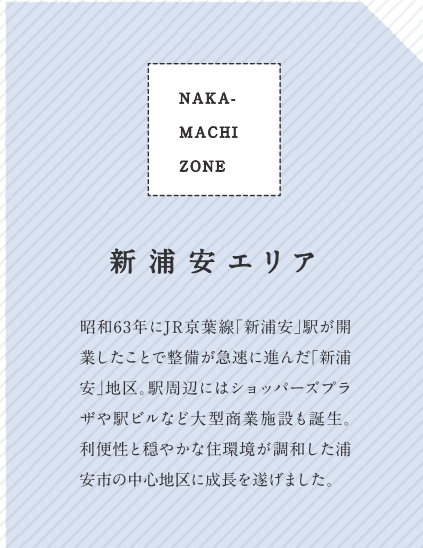 NAKA-
MACHI
ZONE
新浦安エリア
昭和63年にJR京葉線「新浦安」駅が開
業したことで整備が急速に進んだ「新浦
安」地区。駅周辺にはショッパーズプラ
ザや駅ビルなど大型商業施設も誕生。
利便性と穏やかな住環境が調和した浦
安市の中心地区に成長を遂げました。